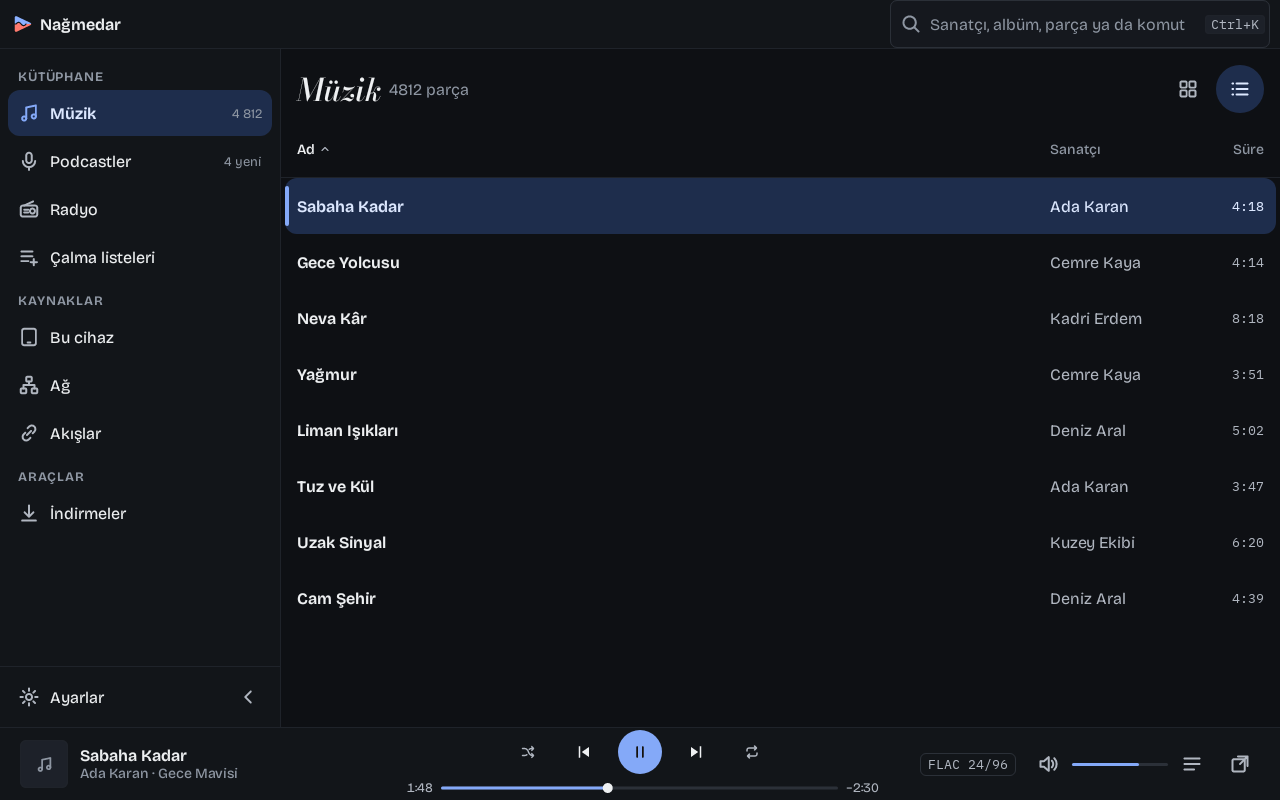 Nağmedar
Sanatçı, albüm, parça ya da komut Ctrl+K
KÜTÜPHANE
Müzik 4 812
Podcastler 4 yeni
Radyo
Çalma listeleri
KAYNAKLAR
Bu cihaz
Ağ
Akışlar
ARAÇLAR
İndirmeler
Ayarlar
Müzik 4812 parça
Ad Sanatçı Süre
Sabaha Kadar Ada Karan 4:18
Gece Yolcusu Cemre Kaya 4:14
Neva Kâr Kadri Erdem 8:18
Yağmur Cemre Kaya 3:51
Liman Işıkları Deniz Aral 5:02
Tuz ve Kül Ada Karan 3:47
Uzak Sinyal Kuzey Ekibi 6:20
Cam Şehir Deniz Aral 4:39
Sabaha Kadar
Ada Karan · Gece Mavisi
1:48 −2:30
FLAC 24/96